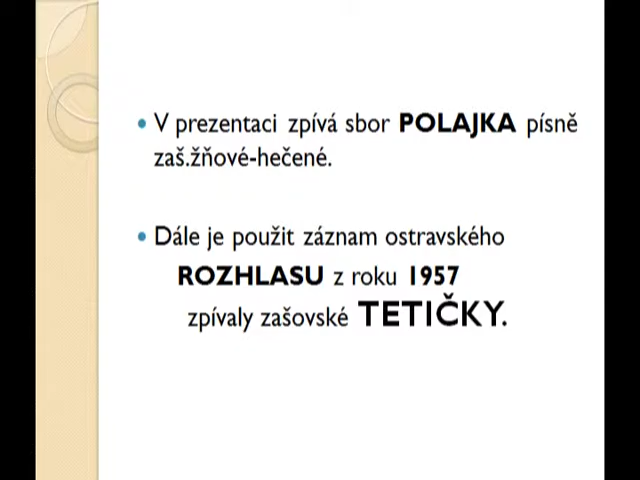 • V prezentaci zpívá sbor POLAJKA písně
zaš.žňové-hečené.
• Dále je použit záznam ostravského
ROZHLASU z roku 1957
zpívaly zašovské TETIČKY.